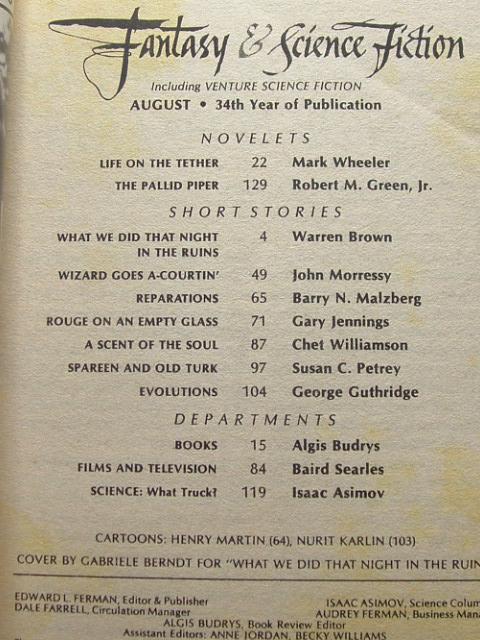 Fantasy & Science Fiction
Including VENTURE SCIENCE FICTION
AUGUST • 34th Year of Publication
NOVELETS
LIFE ON THE TETHER 22 Mark Wheeler
THE PALLID PIPER 129 Robert M. Green, Jr.
SHORT STORIES
WHAT WE DID THAT NIGHT 4 Warren Brown
IN THE RUINS
WIZARD GOES A-COURTIN' 49 John Morressy
REPARATIONS 65 Barry N. Malzberg
ROUGE ON AN EMPTY GLASS 71 Gary Jennings
A SCENT OF THE SOUL 87 Chet Williamson
SPAREEN AND OLD TURK 97 Susan C. Petrey
EVOLUTIONS 104 George Guthridge
DEPARTMENTS
BOOKS 15 Algis Budrys
FILMS AND TELEVISION 84 Baird Searles
SCIENCE: What Truck? 119 Isaac Asimov
CARTOONS: HENRY MARTIN (64), NURIT KARLIN (103)
COVER BY GABRIELE BERNDT FOR "WHAT WE DID THAT NIGHT IN THE RUIN
EDWARD L. FERMAN, Editor & Publisher ISAAC ASIMOV, Science Colum
DALE FARRELL, Circulation Manager AUDREY FERMAN, Business Mana
ALGIS BUDRYS, Book Review Editor
Assistant Editors: ANNE JORDAN, BECKY WILLIAMS